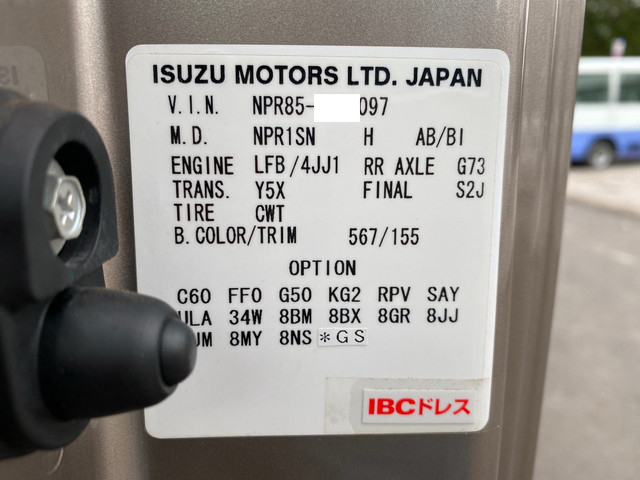 ISUZU MOTORS LTD. JAPAN
V.I.N. NPR85- 097
M.D. NPR1SN H AB/BI
ENGINE LFB/4JJ1 RR AXLE G73
TRANS. Y5X FINAL S2J
TIRE CWT
B.COLOR/TRIM 567/155
OPTION
C60 FF0 G50 KG2 RPV SAY
ULA 34W 8BM 8BX 8GR 8JJ
UM 8MY 8NS *GS
IBCドレス